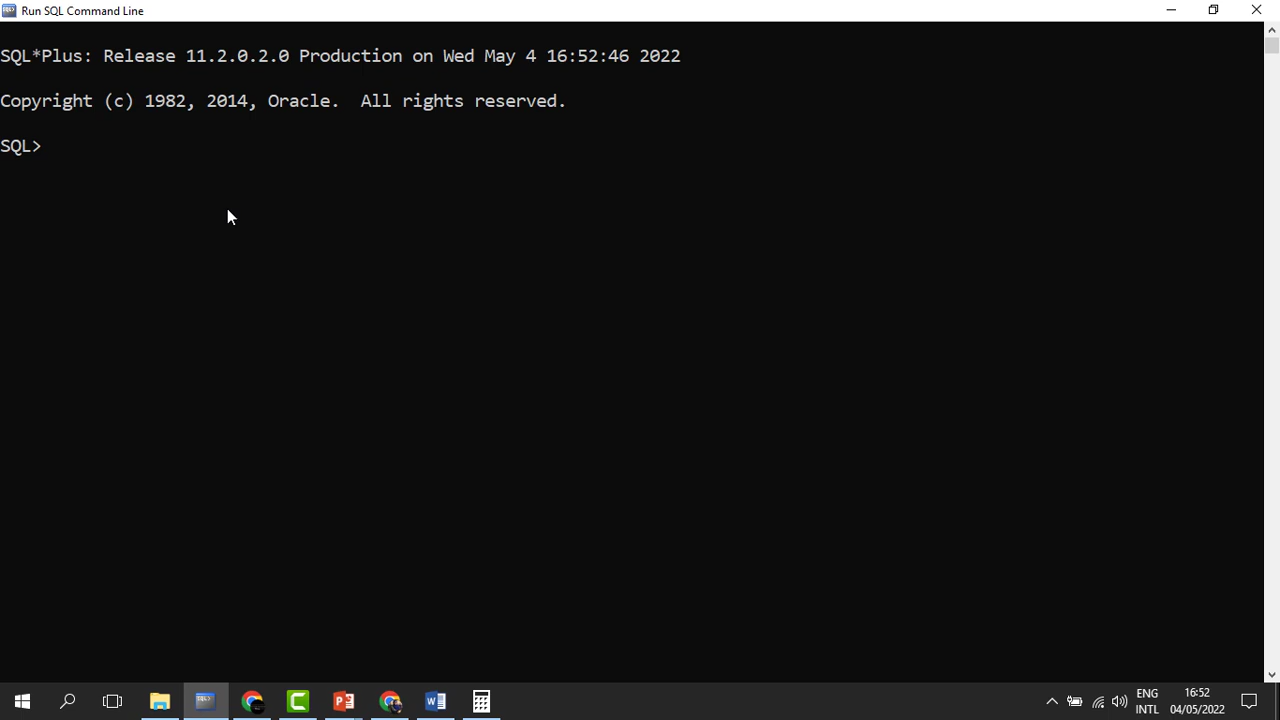 Run SQL Command Line
SQL*Plus: Release 11.2.0.2.0 Production on Wed May 4 16:52:46 2022
Copyright (c) 1982, 2014, Oracle.  All rights reserved.
SQL>
ENG
INTL
16:52
04/05/2022